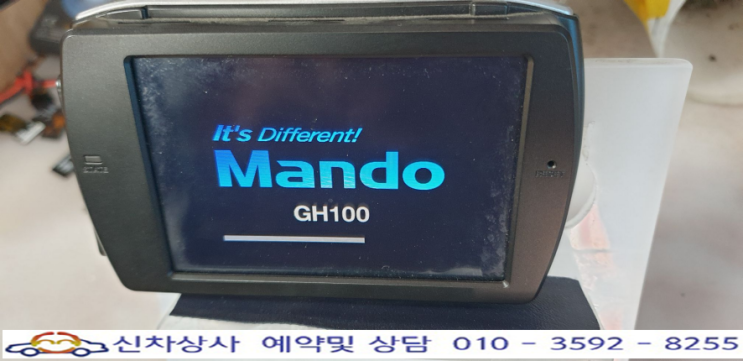 It's Different!
Mando
GH100
신차상사 예약및 상담 010 - 3592 - 8255